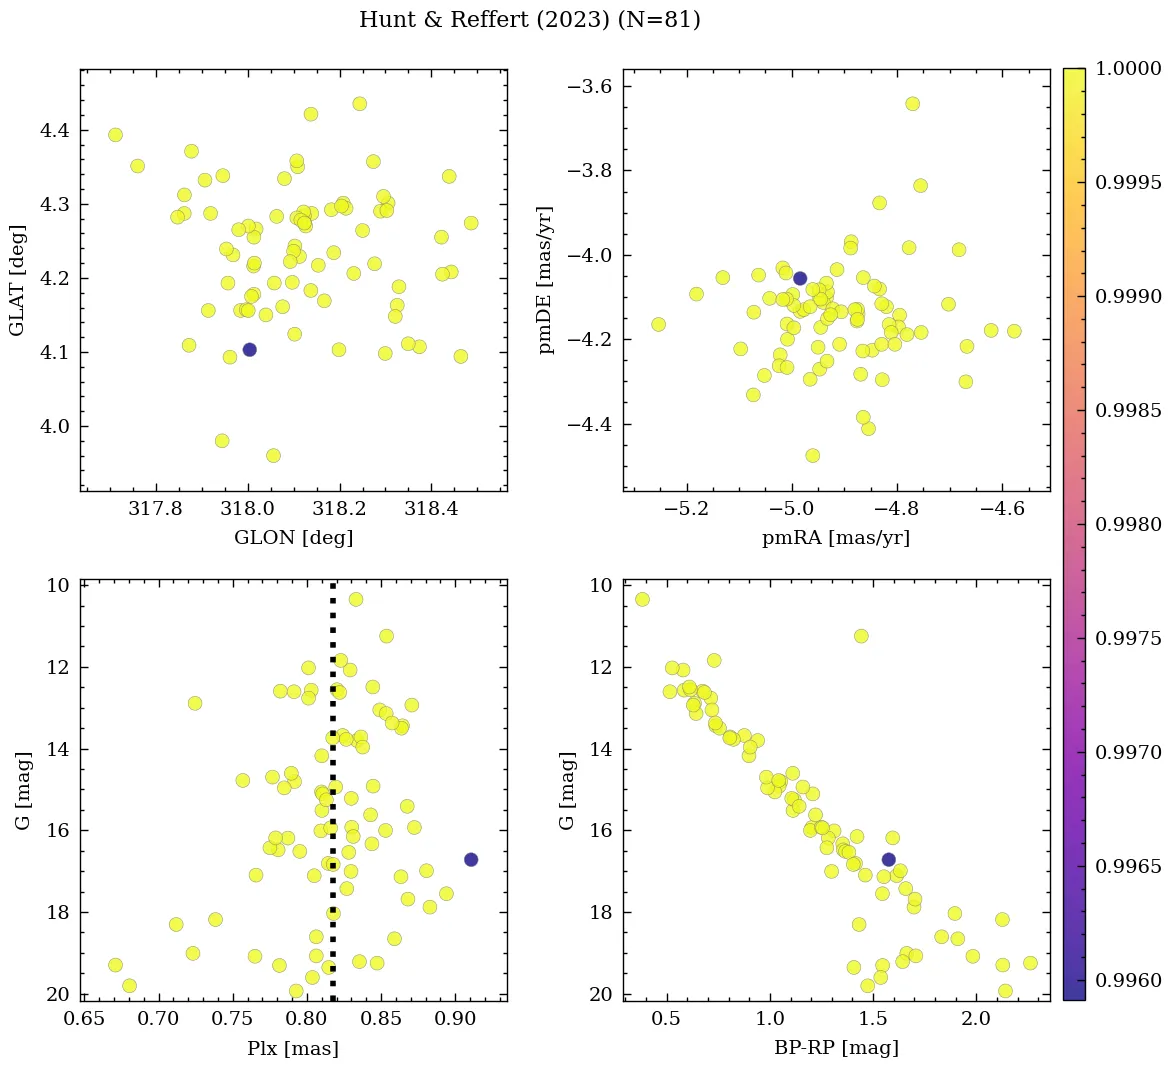 Hunt & Reffert (2023) (N=81)
4.4
4.3
4.2
4.1
4.0
GLAT [deg]
317.8 318.0 318.2 318.4
GLON [deg]
−3.6
−3.8
−4.0
−4.2
−4.4
pmDE [mas/yr]
−5.2 −5.0 −4.8 −4.6
pmRA [mas/yr]
10
12
14
16
18
20
G [mag]
0.65 0.70 0.75 0.80 0.85 0.90
Plx [mas]
10
12
14
16
18
20
G [mag]
0.5 1.0 1.5 2.0
BP-RP [mag]
1.0000
0.9995
0.9990
0.9985
0.9980
0.9975
0.9970
0.9965
0.9960